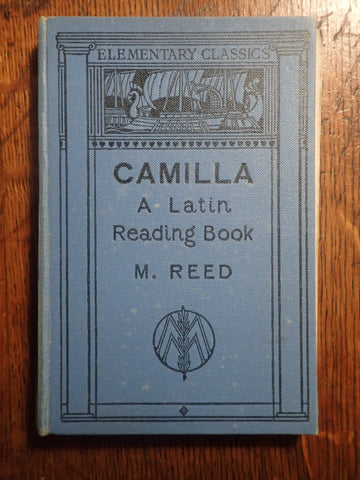 ELEMENTARY CLASSICS
CAMILLA
A Latin
Reading Book
M. REED